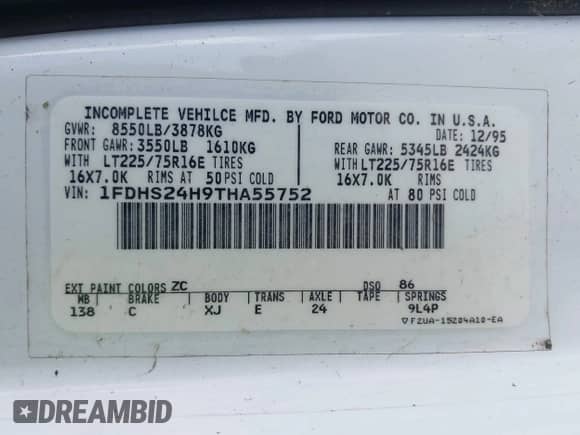 INCOMPLETE VEHILCE MFD. BY FORD MOTOR CO. IN U.S.A.
GVWR: 8550LB/3878KG DATE: 12/95
FRONT GAWR: 3550LB 1610KG REAR GAWR: 5345LB 2424KG
WITH LT225/75R16E TIRES WITH LT225/75R16E TIRES
16X7.0K RIMS AT 50 PSI COLD 16X7.0K RIMS
VIN: 1FDHS24H9THA55752 AT 80 PSI COLD
EXT PAINT COLORS ZC DSO 86
WB BRAKE BODY TRANS AXLE TAPE SPRINGS
138 C XJ E 24 9L4P
▽F2UA-15204A10-EA
DREAMBID